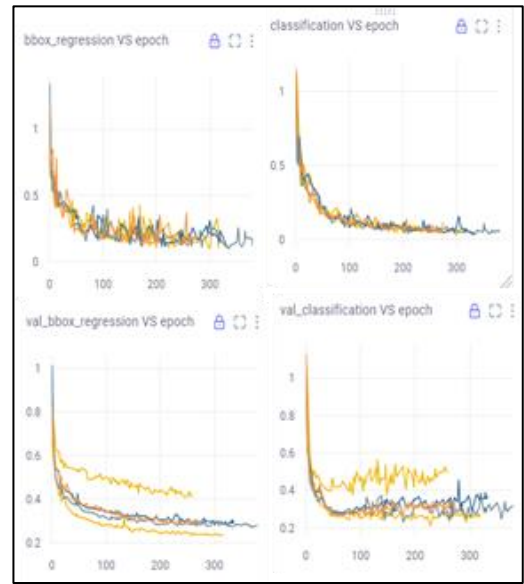 bbox_regression VS epoch
1
0.5
0
0 100 200 300
classification VS epoch
1
0.5
0
0 100 200 300
val_bbox_regression VS epoch
1
0.8
0.6
0.4
0.2
0 100 200 300
val_classification VS epoch
1
0.8
0.6
0.4
0.2
0 100 200 300